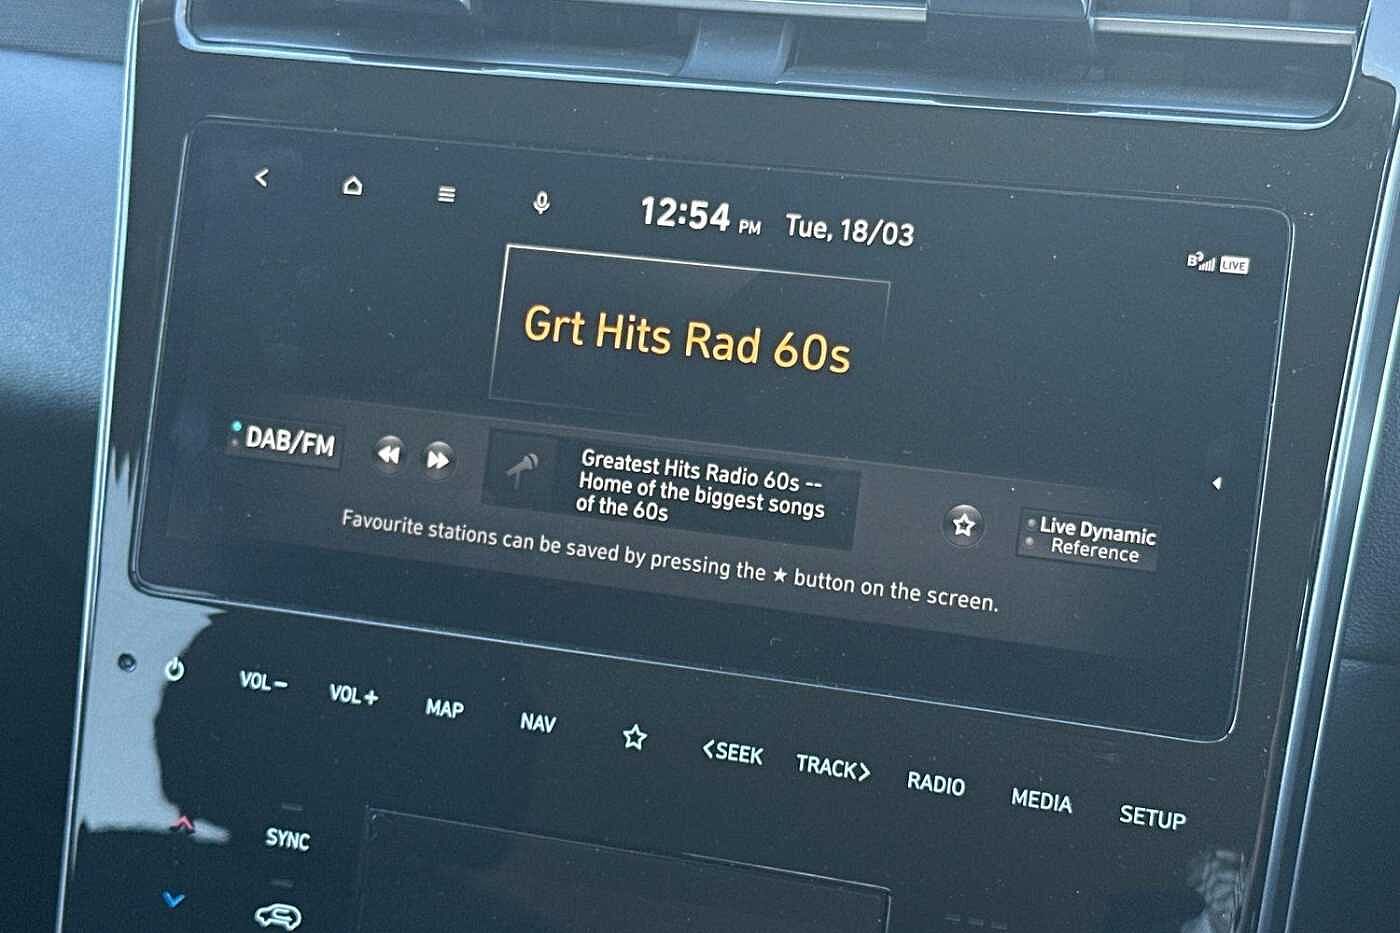 12:54 PM Tue, 18/03
B LIVE
Grt Hits Rad 60s
DAB/FM
Greatest Hits Radio 60s --
Home of the biggest songs
of the 60s
Live Dynamic
Reference
Favourite stations can be saved by pressing the ★ button on the screen.
VOL− VOL+ MAP NAV ☆ <SEEK TRACK> RADIO MEDIA SETUP
SYNC